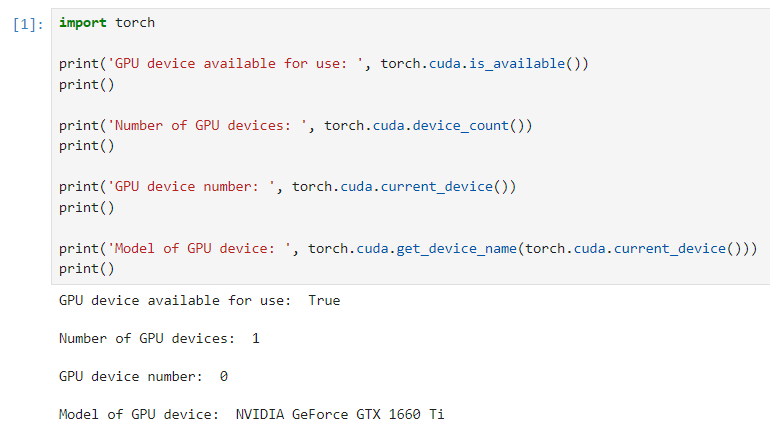 [1]: import torch
print('GPU device available for use: ', torch.cuda.is_available())
print()
print('Number of GPU devices: ', torch.cuda.device_count())
print()
print('GPU device number: ', torch.cuda.current_device())
print()
print('Model of GPU device: ', torch.cuda.get_device_name(torch.cuda.current_device()))
print()
GPU device available for use:  True
Number of GPU devices:  1
GPU device number:  0
Model of GPU device:  NVIDIA GeForce GTX 1660 Ti